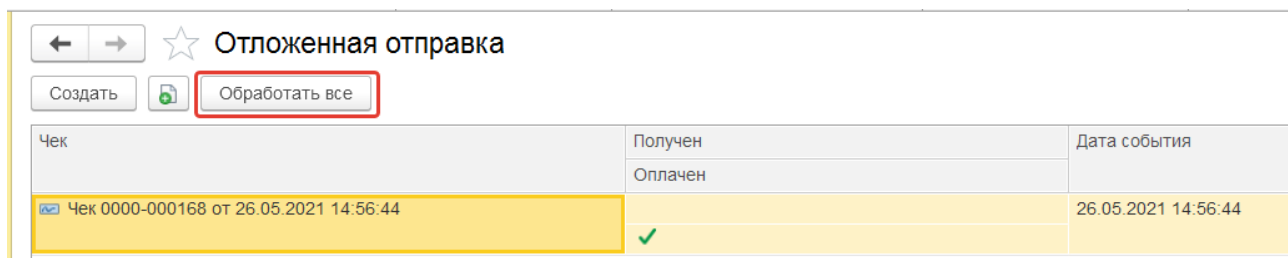 Отложенная отправка
Создать Обработать все
Чек Получен Дата события
Оплачен
Чек 0000-000168 от 26.05.2021 14:56:44 26.05.2021 14:56:44